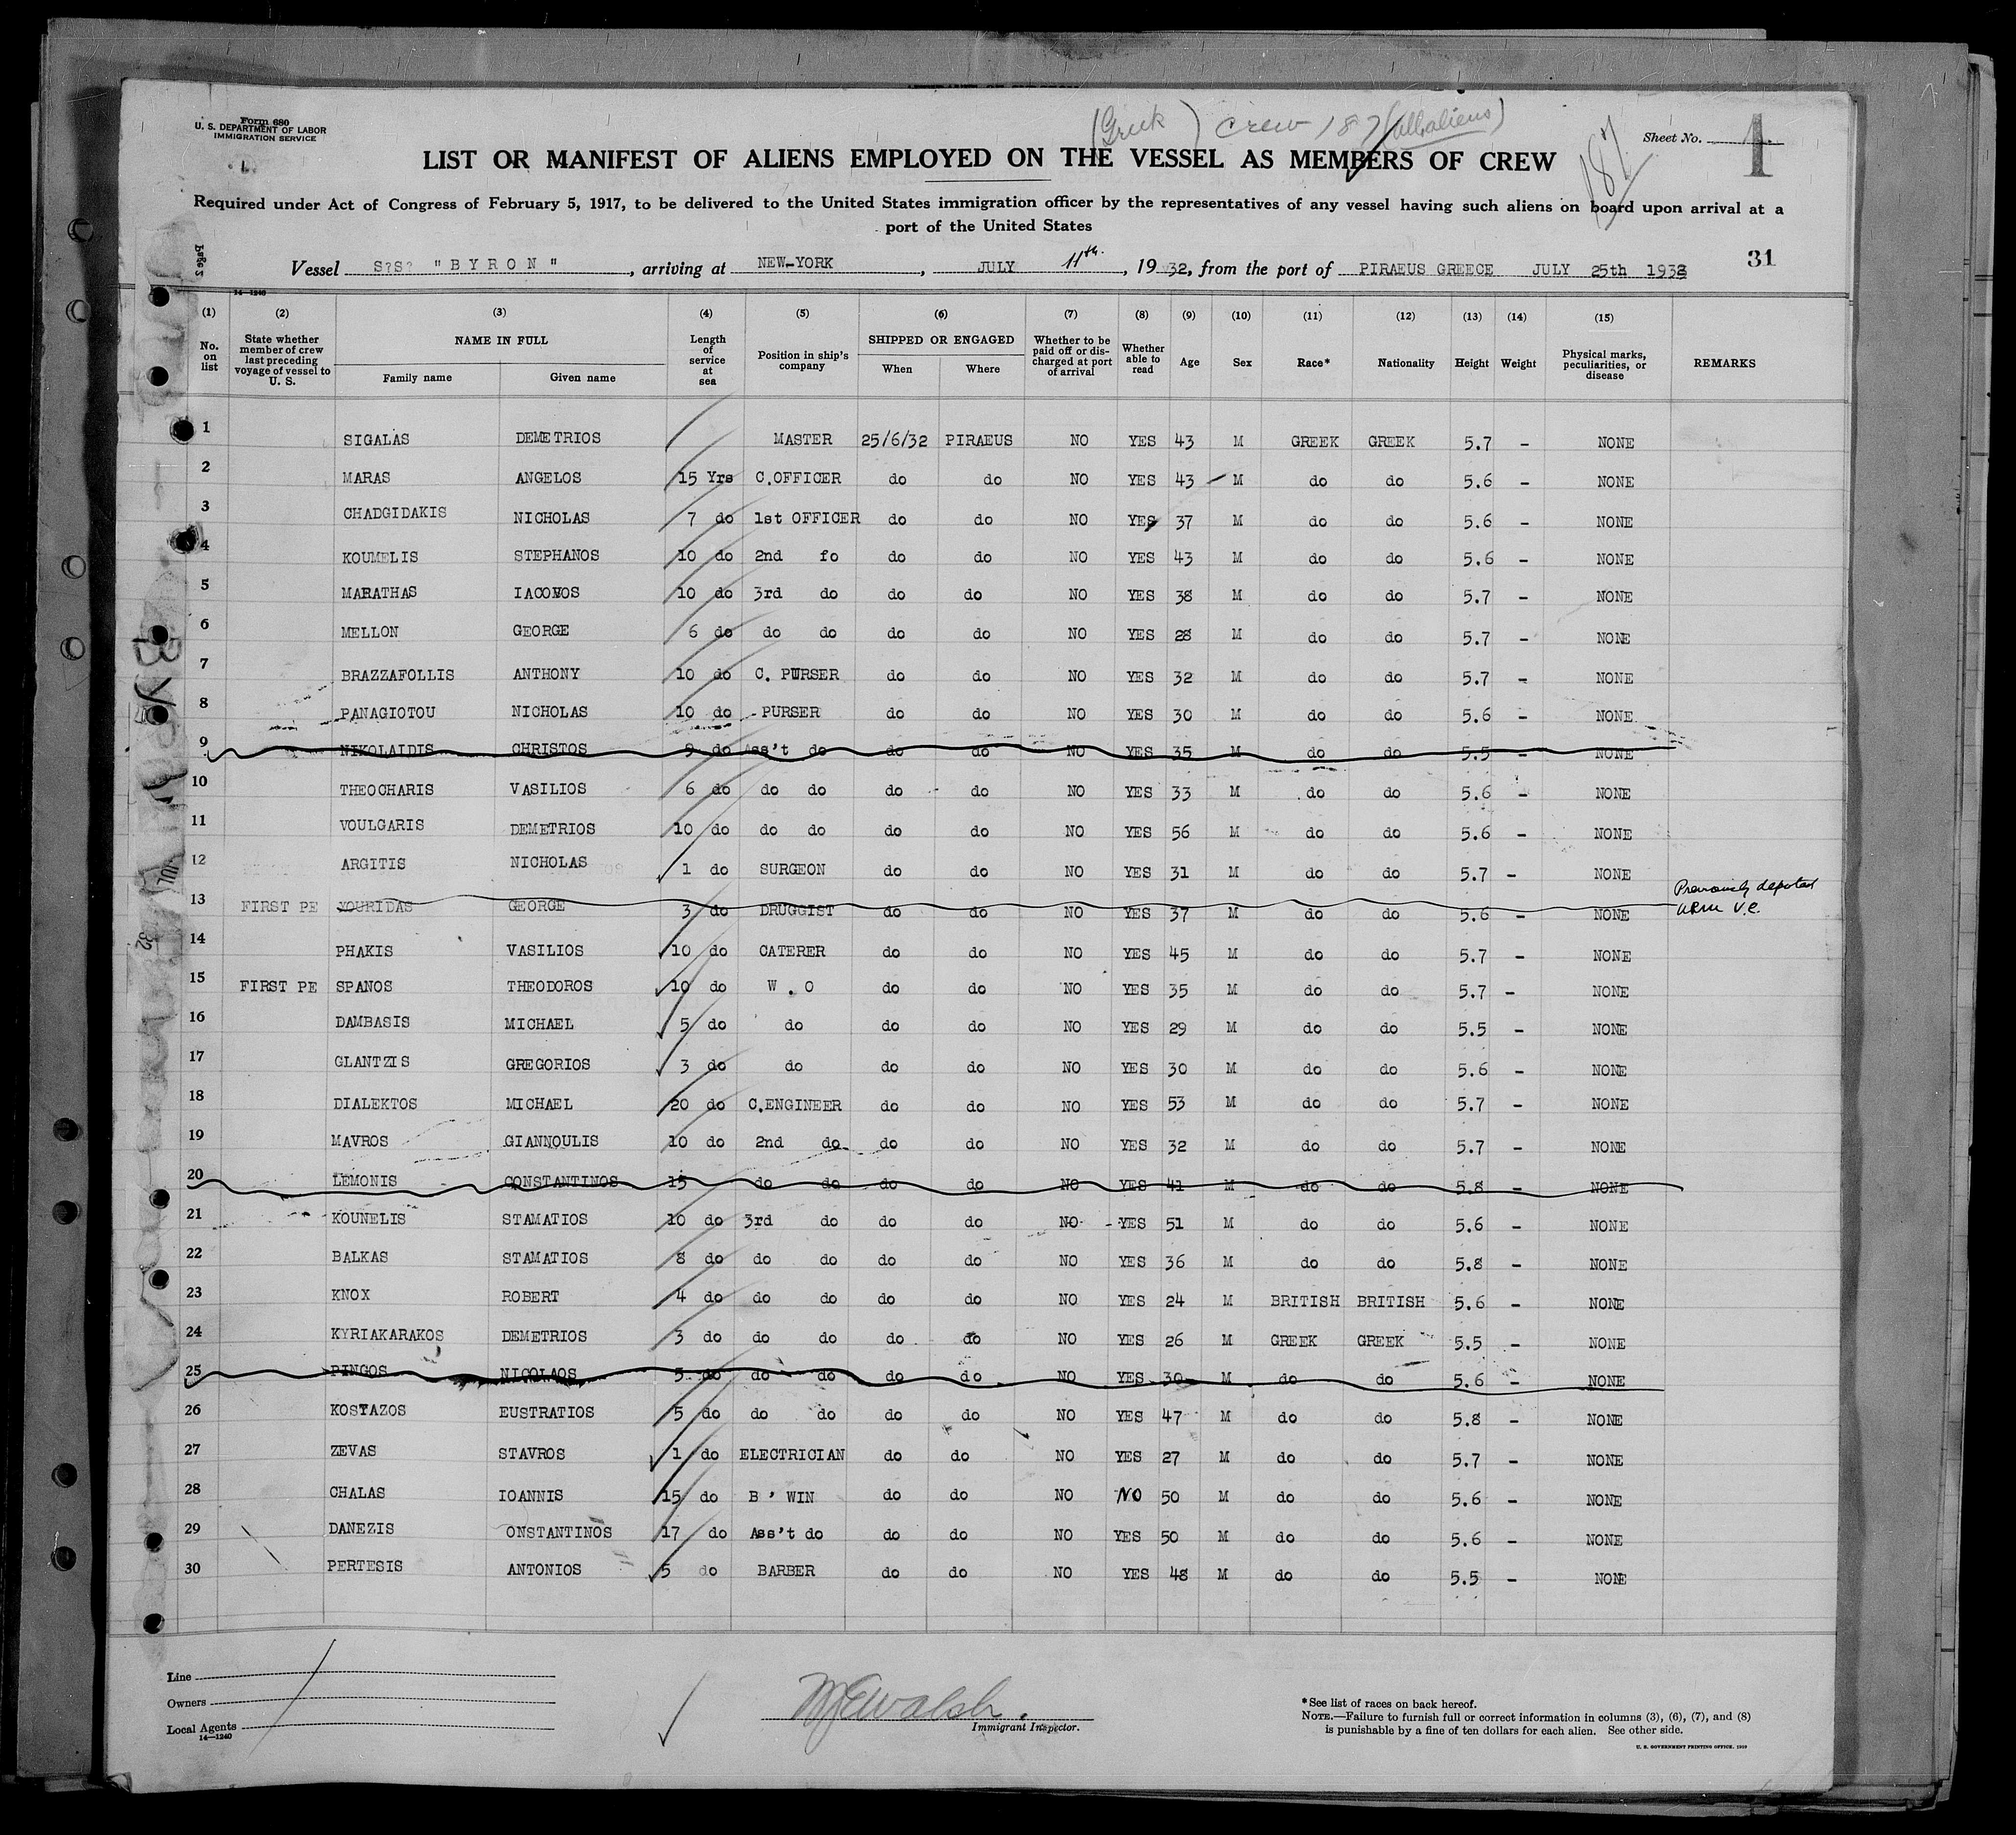 Form 680
U. S. DEPARTMENT OF LABOR
IMMIGRATION SERVICE
(Greek) Crew 187 (all aliens)
187
Sheet No. 1
LIST OR MANIFEST OF ALIENS EMPLOYED ON THE VESSEL AS MEMBERS OF CREW
Required under Act of Congress of February 5, 1917, to be delivered to the United States immigration officer by the representatives of any vessel having such aliens on board upon arrival at a
port of the United States
31
Page 2
Vessel S?S? "BYRON", arriving at NEW-YORK, JULY 11th., 1932, from the port of PIRAEUS GREECE JULY 25th 1932
14-1240
(1) (2) (3) (4) (5) (6) (7) (8) (9) (10) (11) (12) (13) (14) (15)
No. on list | State whether member of crew last preceding voyage of vessel to U. S. | NAME IN FULL Family name Given name | Length of service at sea | Position in ship's company | SHIPPED OR ENGAGED When Where | Whether to be paid off or discharged at port of arrival | Whether able to read | Age | Sex | Race* | Nationality | Height | Weight | Physical marks, peculiarities, or disease | REMARKS
1 SIGALAS DEMETRIOS MASTER 25/6/32 PIRAEUS NO YES 43 M GREEK GREEK 5.7 - NONE
2 MARAS ANGELOS 15 Yrs C.OFFICER do do NO YES 43 M do do 5.6 - NONE
3 CHADGIDAKIS NICHOLAS 7 do 1st OFFICER do do NO YES 37 M do do 5.6 - NONE
4 KOUMELIS STEPHANOS 10 do 2nd fo do do NO YES 43 M do do 5.6 - NONE
5 MARATHAS IACOVOS 10 do 3rd do do do NO YES 38 M do do 5.7 - NONE
6 MELLON GEORGE 6 do do do do do NO YES 28 M do do 5.7 - NONE
7 BRAZZAFOLLIS ANTHONY 10 do C. PURSER do do NO YES 32 M do do 5.7 - NONE
8 PANAGIOTOU NICHOLAS 10 do PURSER do do NO YES 30 M do do 5.6 - NONE
9 NIKOLAIDIS CHRISTOS 9 do Ass't do do do NO YES 35 M do do 5.5 - NONE
10 THEOCHARIS VASILIOS 6 do do do do do NO YES 33 M do do 5.6 - NONE
11 VOULGARIS DEMETRIOS 10 do do do do do NO YES 56 M do do 5.6 - NONE
12 ARGITIS NICHOLAS 1 do SURGEON do do NO YES 31 M do do 5.7 - NONE
13 FIRST PE YOURIDAS GEORGE 3 do DRUGGIST do do NO YES 37 M do do 5.6 - NONE Previously deported
14 PHAKIS VASILIOS 10 do CATERER do do NO YES 45 M do do 5.7 - NONE
15 FIRST PE SPANOS THEODOROS 10 do W . O do do NO YES 35 M do do 5.7 - NONE
16 DAMBASIS MICHAEL 5 do do do do NO YES 29 M do do 5.5 - NONE
17 GLANTZIS GREGORIOS 3 do do do do NO YES 30 M do do 5.6 - NONE
18 DIALEKTOS MICHAEL 20 do C.ENGINEER do do NO YES 53 M do do 5.7 - NONE
19 MAVROS GIANNOULIS 10 do 2nd do do do NO YES 32 M do do 5.7 - NONE
20 LEMONIS CONSTANTINOS 15 do do do do NO YES 41 M do do 5.8 - NONE
21 KOUNELIS STAMATIOS 10 do 3rd do do do NO YES 51 M do do 5.6 - NONE
22 BALKAS STAMATIOS 8 do do do do do NO YES 36 M do do 5.8 - NONE
23 KNOX ROBERT 4 do do do do do NO YES 24 M BRITISH BRITISH 5.6 - NONE
24 KYRIAKARAKOS DEMETRIOS 3 do do do do do NO YES 26 M GREEK GREEK 5.5 - NONE
25 PINGOS NICOLAOS 5 do do do do do NO YES 30 M do do 5.6 - NONE
26 KOSTAZOS EUSTRATIOS 5 do do do do do NO YES 47 M do do 5.8 - NONE
27 ZEVAS STAVROS 1 do ELECTRICIAN do do NO YES 27 M do do 5.7 - NONE
28 CHALAS IOANNIS 15 do B ' WIN do do NO NO 50 M do do 5.6 - NONE
29 DANEZIS ONSTANTINOS 17 do Ass't do do do NO YES 50 M do do 5.6 - NONE
30 PERTESIS ANTONIOS 5 do BARBER do do NO YES 48 M do do 5.5 - NONE
Line
Owners
Local Agents
14-1240
Immigrant Inspector.
*See list of races on back hereof.
NOTE.—Failure to furnish full or correct information in columns (3), (6), (7), and (8)
is punishable by a fine of ten dollars for each alien. See other side.
U. S. GOVERNMENT PRINTING OFFICE. 1929